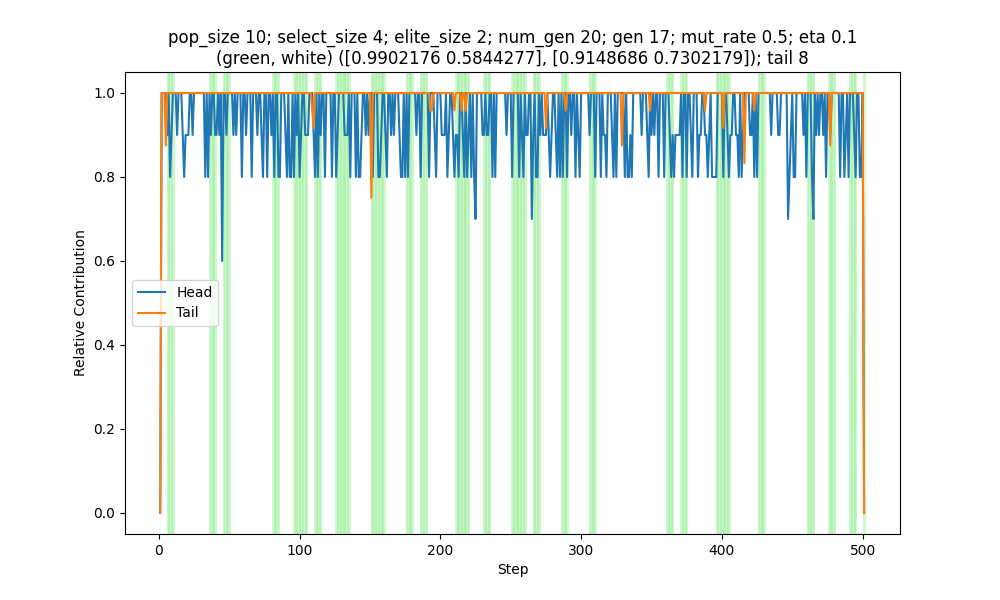 pop_size 10; select_size 4; elite_size 2; num_gen 20; gen 17; mut_rate 0.5; eta 0.1
(green, white) ([0.9902176 0.5844277], [0.9148686 0.7302179]); tail 8
1.0
0.8
0.6
0.4
0.2
0.0
Relative Contribution
Head
Tail
0
100
200
300
400
500
Step